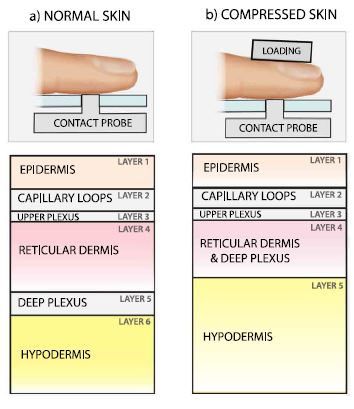 a) NORMAL SKIN
CONTACT PROBE
LAYER 1
EPIDERMIS
LAYER 2
CAPILLARY LOOPS
UPPER PLEXUS LAYER 3
LAYER 4
RETICULAR DERMIS
DEEP PLEXUS LAYER 5
LAYER 6
HYPODERMIS
b) COMPRESSED SKIN
LOADING
CONTACT PROBE
LAYER 1
EPIDERMIS
CAPILLARY LOOPS LAYER 2
UPPER PLEXUS LAYER 3
LAYER 4
RETICULAR DERMIS
& DEEP PLEXUS
LAYER 5
HYPODERMIS